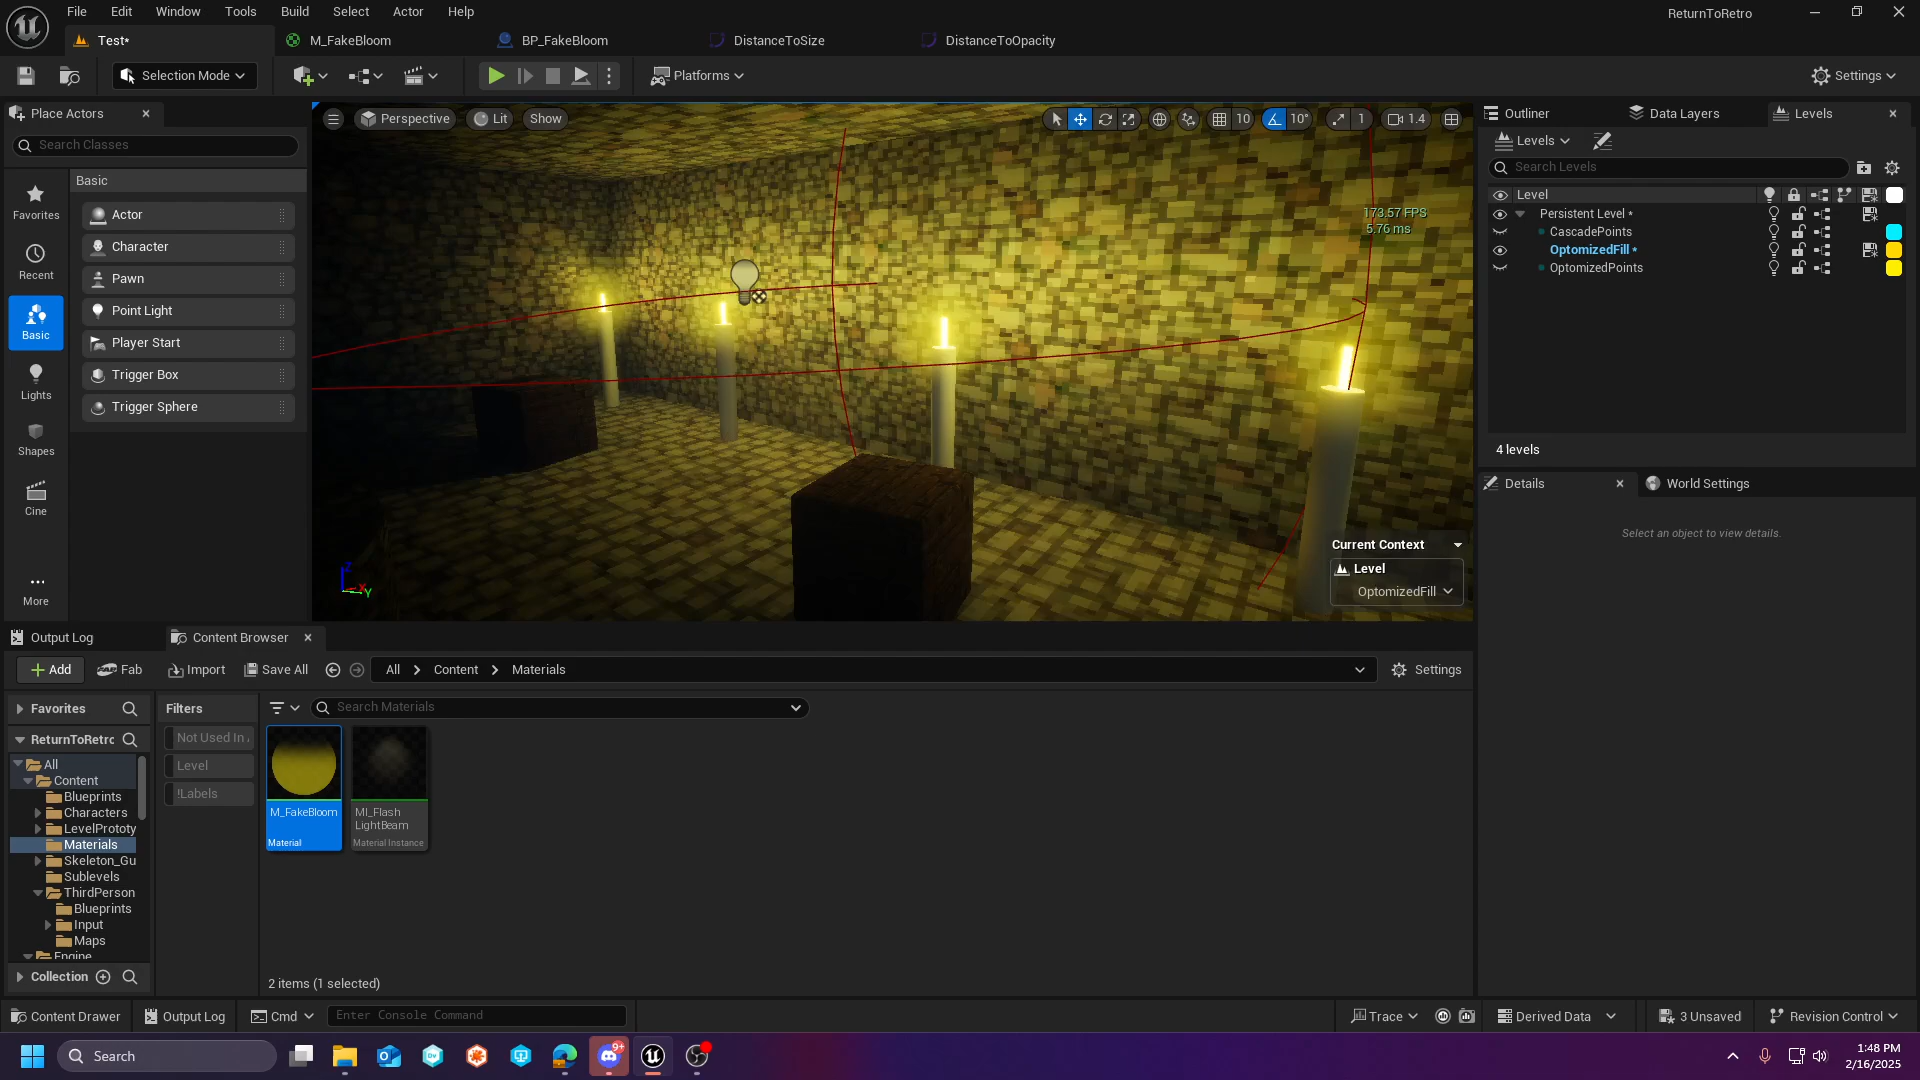 File Edit Window Tools Build Select Actor Help
ReturnToRetro
Test*
M_FakeBloom
BP_FakeBloom
DistanceToSize
DistanceToOpacity
Selection Mode
Platforms
Settings
Place Actors
Search Classes
Favorites
Recent
Basic
Lights
Shapes
Cine
More
Basic
Actor
Character
Pawn
Point Light
Player Start
Trigger Box
Trigger Sphere
Perspective
Lit
Show
10
10°
1
1.4
173.57 FPS
5.76 ms
Z
X
Y
Current Context
Level
OptomizedFill
Outliner
Data Layers
Levels
Levels
Search Levels
Level
Persistent Level *
CascadePoints
OptomizedFill *
OptomizedPoints
4 levels
Details
World Settings
Select an object to view details.
Output Log
Content Browser
Add
Fab
Import
Save All
All
Content
Materials
Settings
Favorites
ReturnToRetro
All
Content
Blueprints
Characters
LevelPrototy
Materials
Skeleton_Gu
Sublevels
ThirdPerson
Blueprints
Input
Maps
Engine
Collection
Filters
Not Used In
Level
!Labels
Search Materials
M_FakeBloom
Material
MI_Flash
LightBeam
Material Instance
2 items (1 selected)
Content Drawer
Output Log
Cmd
Enter Console Command
Trace
Derived Data
3 Unsaved
Revision Control
Search
9+
1:48 PM
2/16/2025